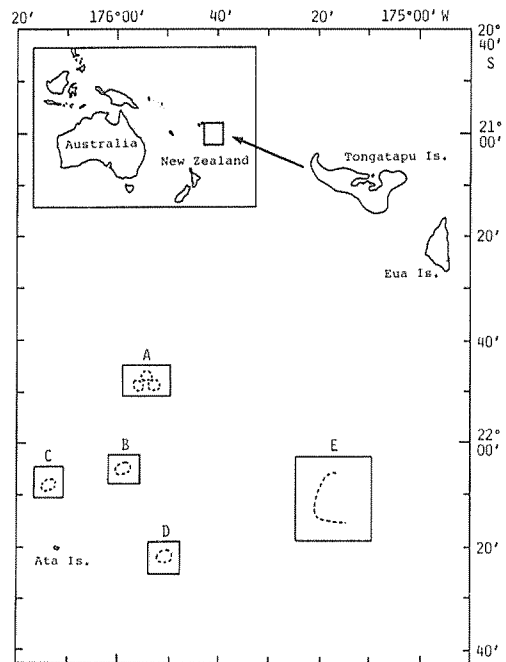 20′ 176°00′ 40′ 20′ 175°00′ W
20°
40′
S
21°
00′
Australia
New Zealand
Tongatapu Is.
20′
Eua Is.
40′
A
22°
00′
B
E
C
D
20′
Ata Is.
40′